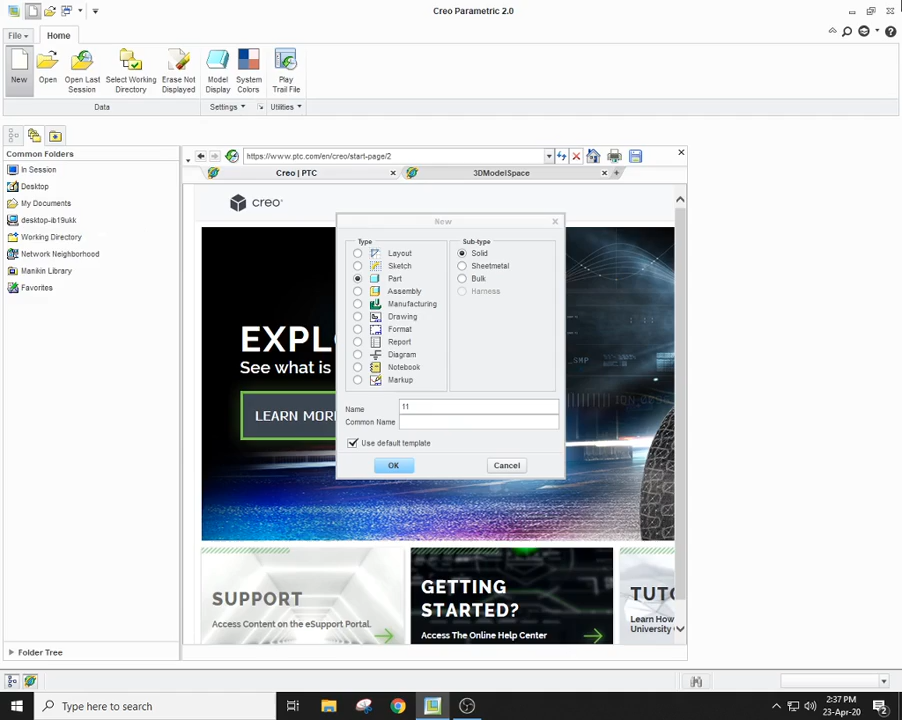 Creo Parametric 2.0
File
Home
New
Open
Open Last
Session
Select Working
Directory
Erase Not
Displayed
Model
Display
System
Colors
Play
Trail File
Data
Settings
Utilities
Common Folders
In Session
Desktop
My Documents
desktop-ib19ukk
Working Directory
Network Neighborhood
Manikin Library
Favorites
Folder Tree
https://www.ptc.com/en/creo/start-page/2
Creo | PTC
3DModelSpace
creo
EXPL
See what is
LEARN MOR
New
Type
Layout
Sketch
Part
Assembly
Manufacturing
Drawing
Format
Report
Diagram
Notebook
Markup
Sub-type
Solid
Sheetmetal
Bulk
Harness
Name
11
Common Name
Use default template
OK
Cancel
SUPPORT
Access Content on the eSupport Portal.
GETTING
STARTED?
Access The Online Help Center
TUTO
Learn How
University
Type here to search
2:37 PM
23-Apr-20
2